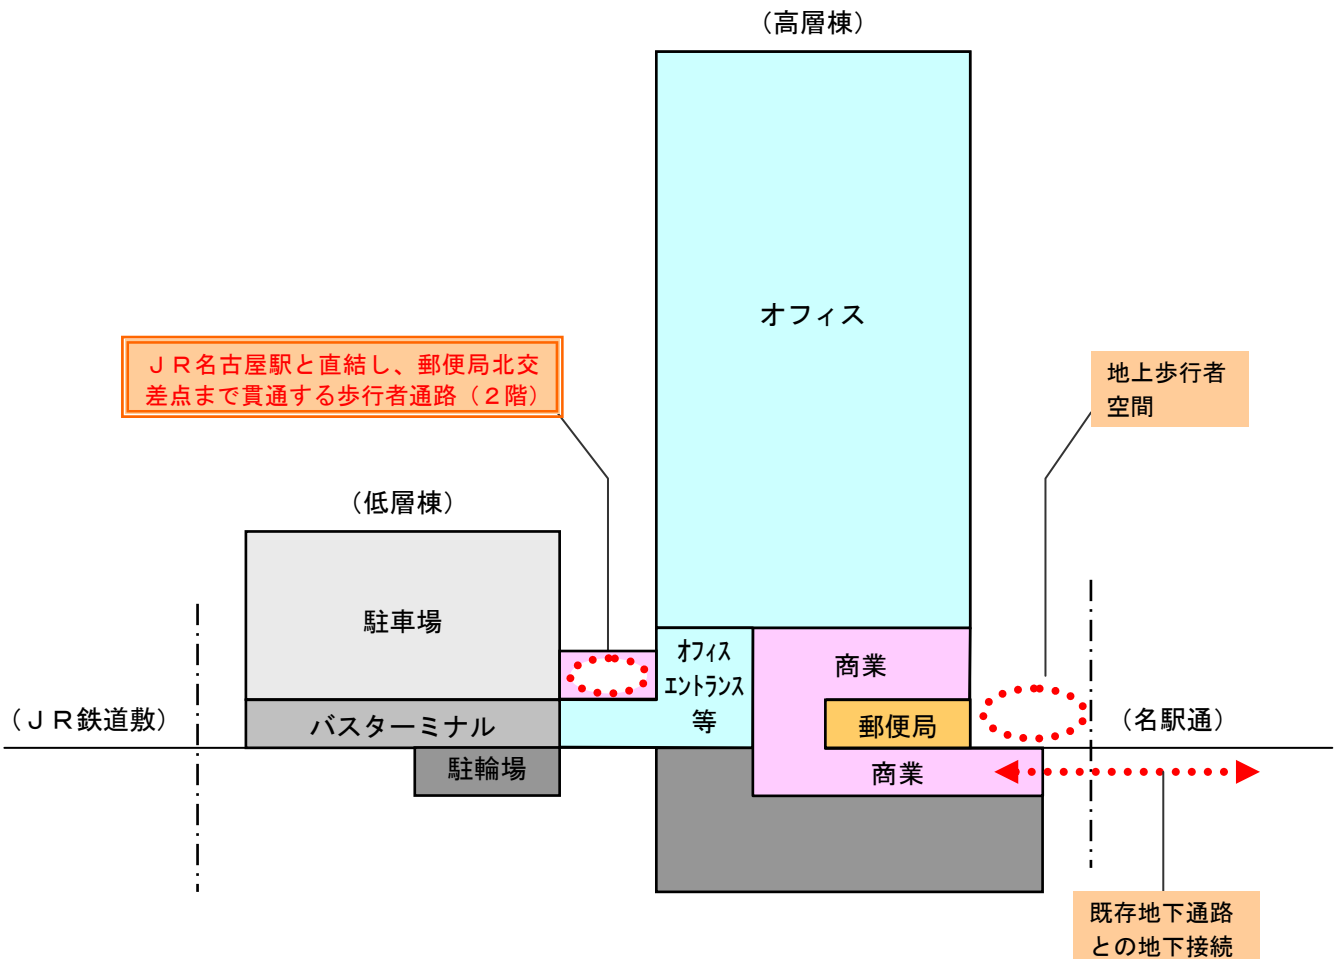 （高層棟）
オフィス
ＪＲ名古屋駅と直結し、郵便局北交
差点まで貫通する歩行者通路（２階）
地上歩行者
空間
（低層棟）
駐車場
ｵﾌｨｽ
ｴﾝﾄﾗﾝｽ
等
商業
（ＪＲ鉄道敷）
バスターミナル
郵便局
（名駅通）
駐輪場
商業
既存地下通路
との地下接続